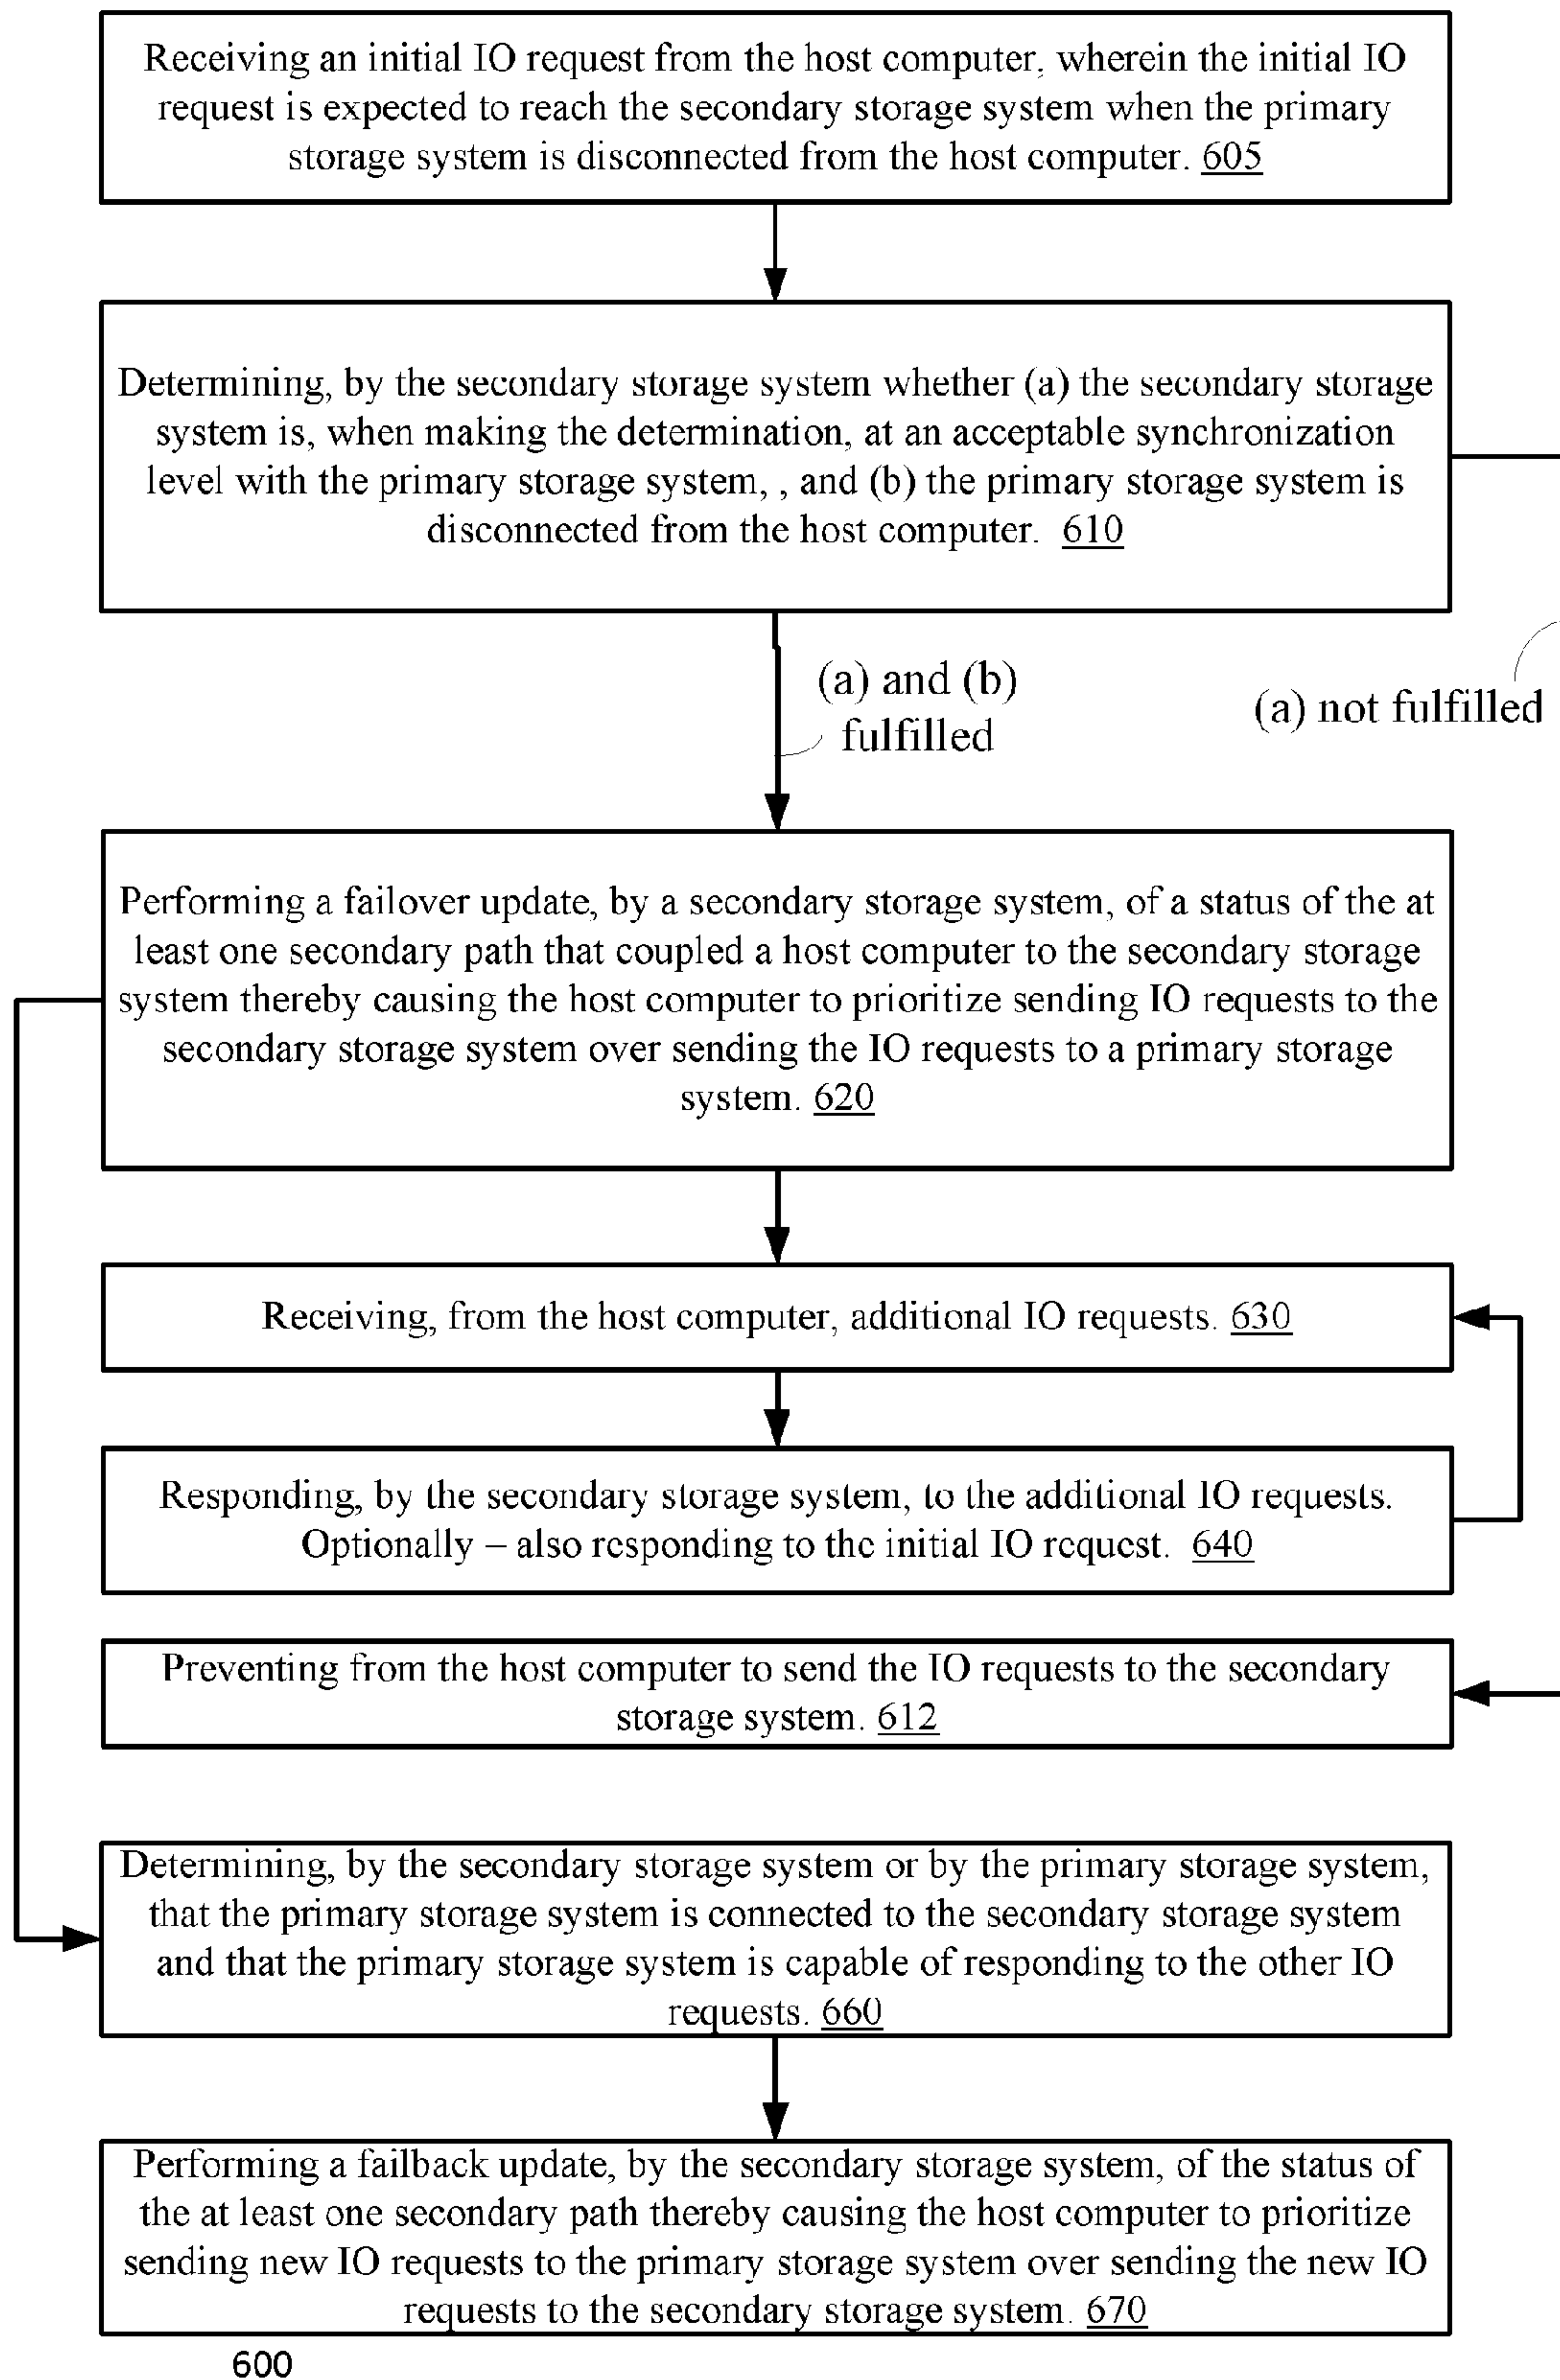 Receiving an initial IO request from the host computer, wherein the initial IO
request is expected to reach the secondary storage system when the primary
storage system is disconnected from the host computer. 605
Determining, by the secondary storage system whether (a) the secondary storage
system is, when making the determination, at an acceptable synchronization
level with the primary storage system, , and (b) the primary storage system is
disconnected from the host computer. 610
(a) and (b)
fulfilled
(a) not fulfilled
Performing a failover update, by a secondary storage system, of a status of the at
least one secondary path that coupled a host computer to the secondary storage
system thereby causing the host computer to prioritize sending IO requests to the
secondary storage system over sending the IO requests to a primary storage
system. 620
Receiving, from the host computer, additional IO requests. 630
Responding, by the secondary storage system, to the additional IO requests.
Optionally – also responding to the initial IO request. 640
Preventing from the host computer to send the IO requests to the secondary
storage system. 612
Determining, by the secondary storage system or by the primary storage system,
that the primary storage system is connected to the secondary storage system
and that the primary storage system is capable of responding to the other IO
requests. 660
Performing a failback update, by the secondary storage system, of the status of
the at least one secondary path thereby causing the host computer to prioritize
sending new IO requests to the primary storage system over sending the new IO
requests to the secondary storage system. 670
600